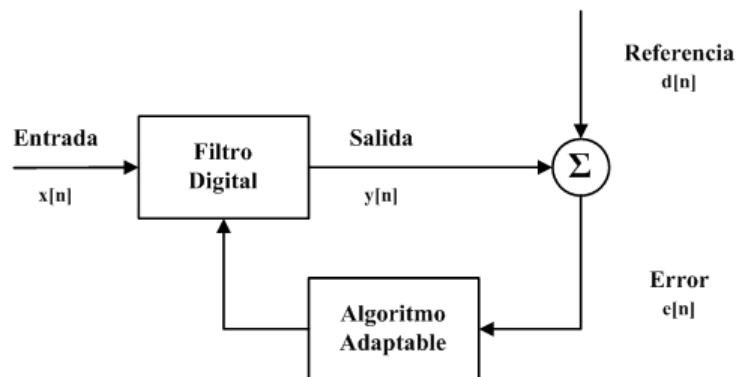 Referencia
d[n]
Entrada
x[n]
Filtro
Digital
Salida
y[n]
Σ
Error
e[n]
Algoritmo
Adaptable